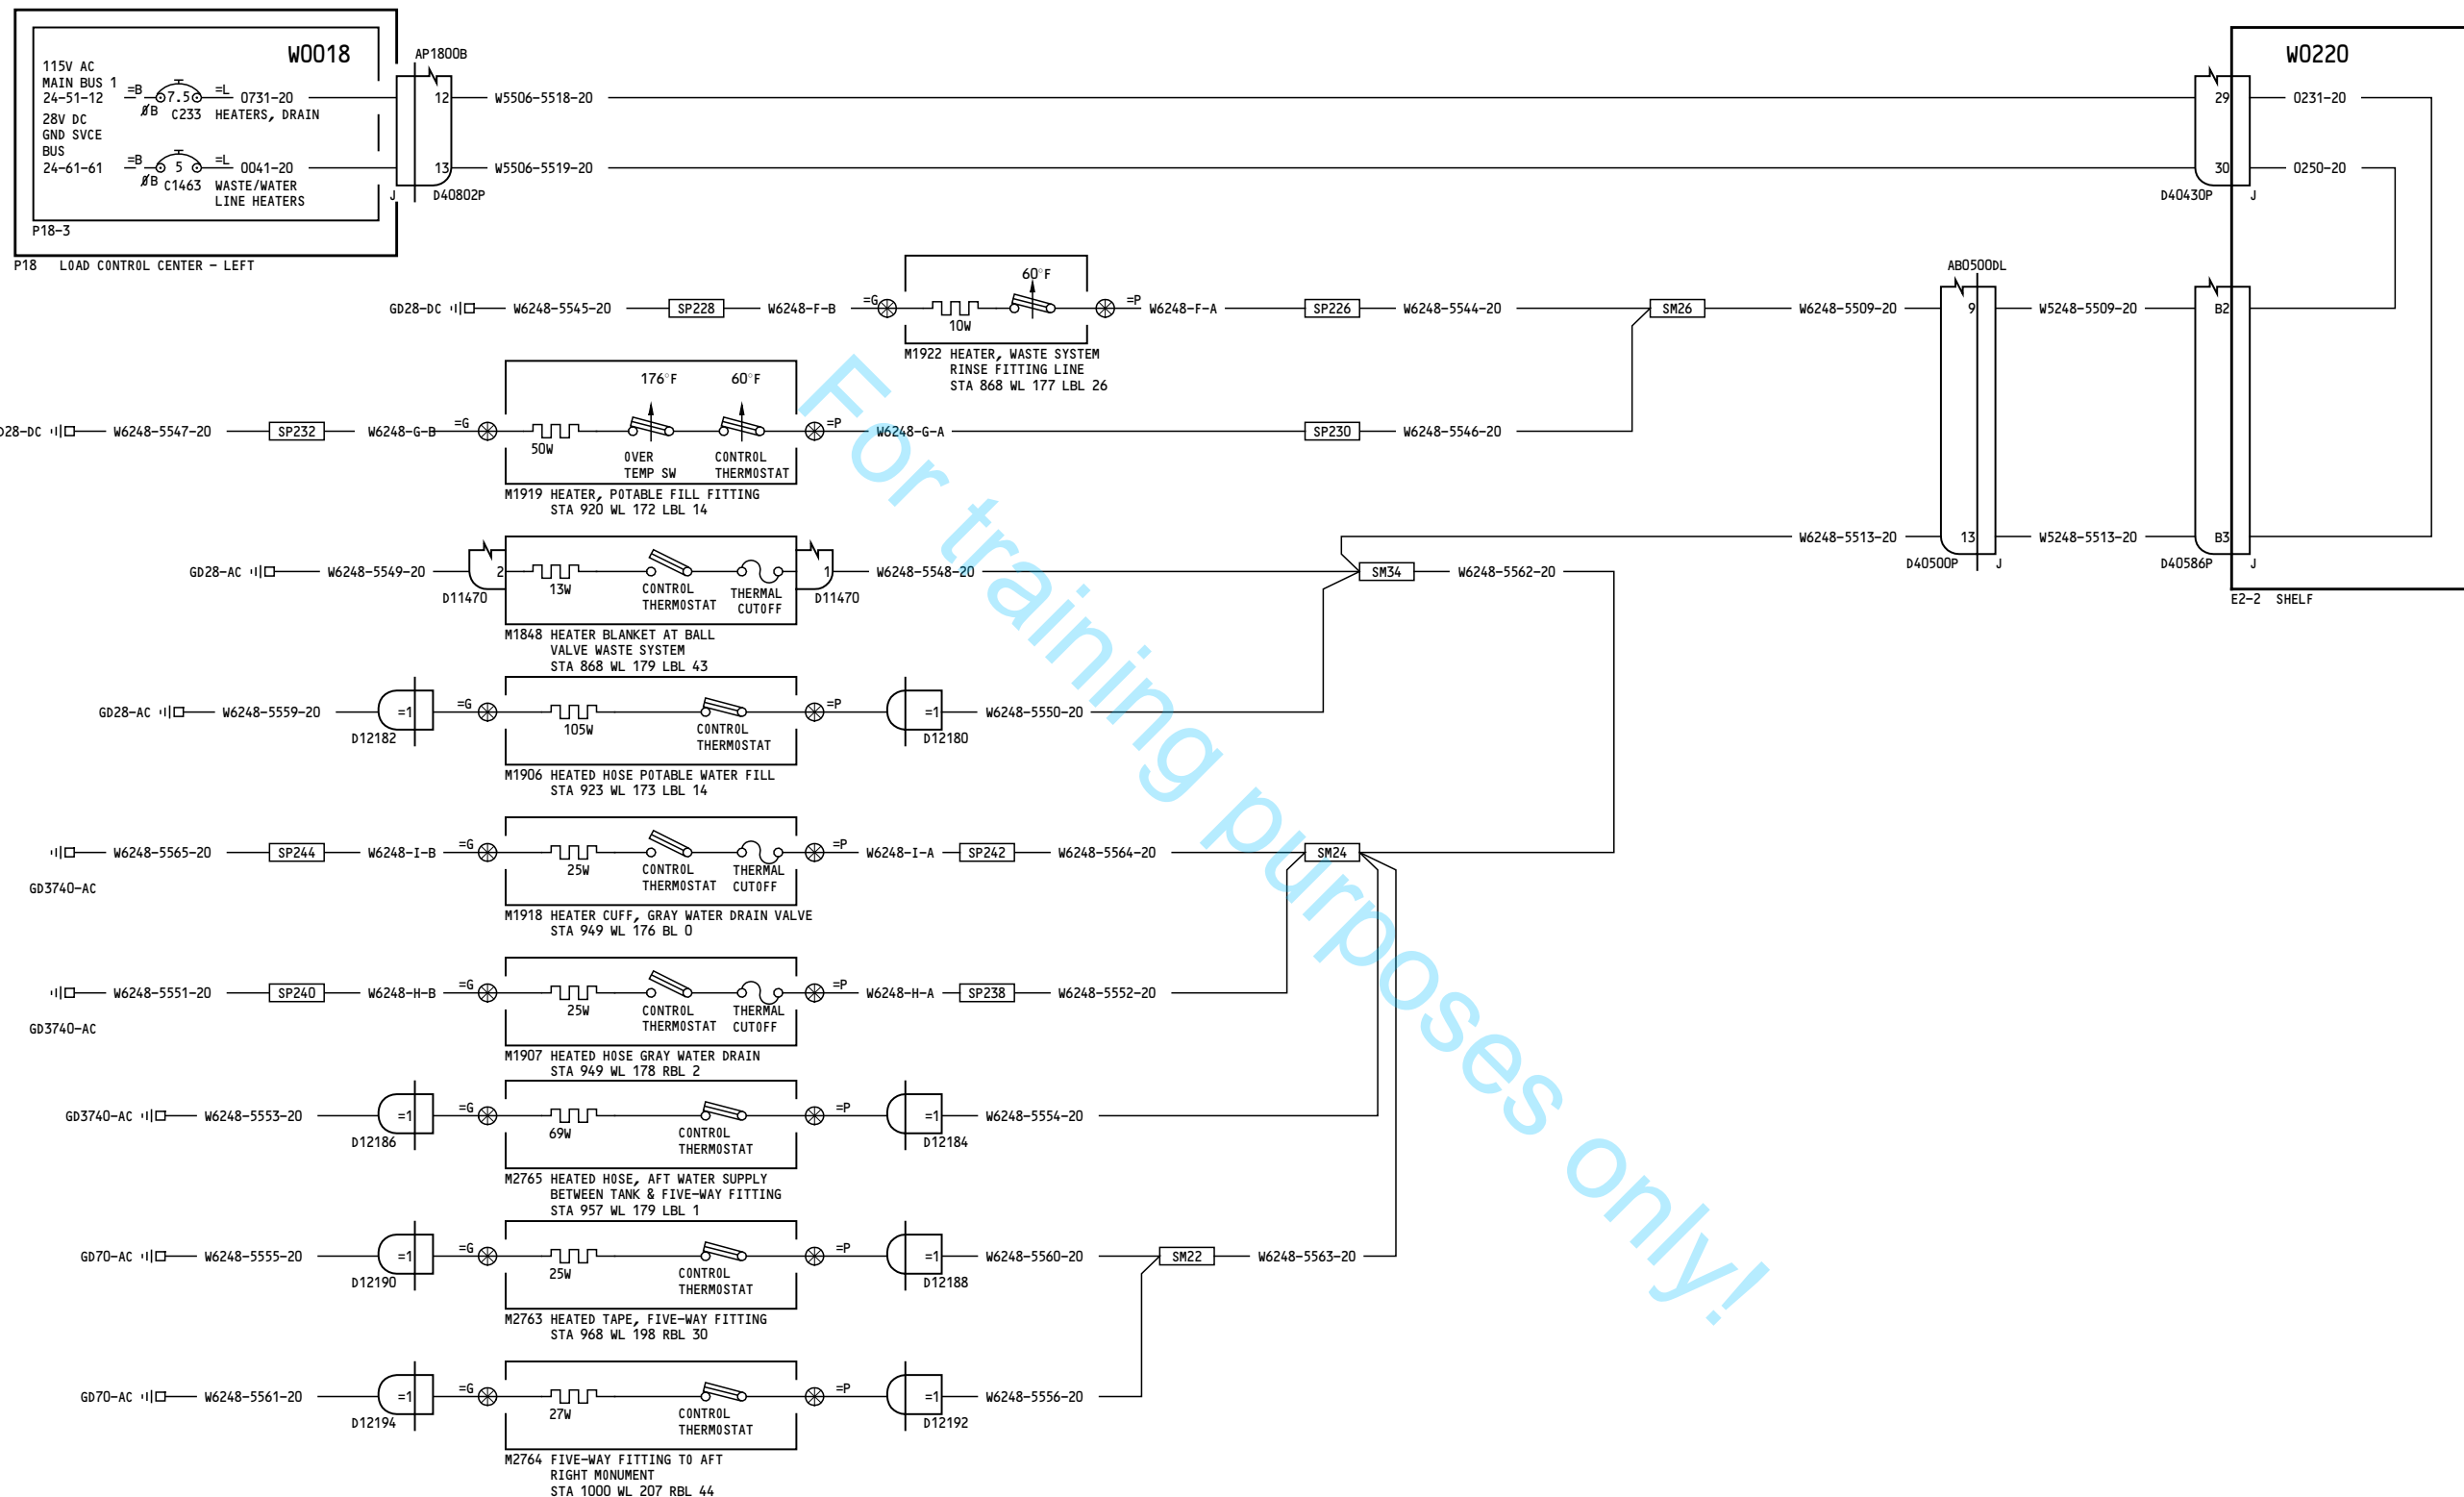 W0018
115V AC
MAIN BUS 1
24-51-12
=B
7.5
=L
0731-20
ØB
C233
HEATERS, DRAIN
28V DC
GND SVCE
BUS
24-61-61
=B
5
=L
0041-20
ØB
C1463
WASTE/WATER
LINE HEATERS
P18-3
P18 LOAD CONTROL CENTER - LEFT
AP1800B
12
13
J
D40802P
W5506-5518-20
W5506-5519-20
W0220
29
30
D40430P
J
0231-20
0250-20
GD28-DC
W6248-5545-20
SP228
W6248-F-B
=G
60°F
10W
=P
W6248-F-A
SP226
W6248-5544-20
SM26
W6248-5509-20
AB0500DL
9
W5248-5509-20
B2
M1922 HEATER, WASTE SYSTEM
RINSE FITTING LINE
STA 868 WL 177 LBL 26
D28-DC
W6248-5547-20
SP232
W6248-G-B
=G
176°F
60°F
50W
OVER
TEMP SW
CONTROL
THERMOSTAT
=P
W6248-G-A
SP230
W6248-5546-20
M1919 HEATER, POTABLE FILL FITTING
STA 920 WL 172 LBL 14
W6248-5513-20
13
W5248-5513-20
B3
D40500P
J
D40586P
J
E2-2 SHELF
GD28-AC
W6248-5549-20
2
D11470
13W
CONTROL
THERMOSTAT
THERMAL
CUTOFF
1
D11470
W6248-5548-20
SM34
W6248-5562-20
M1848 HEATER BLANKET AT BALL
VALVE WASTE SYSTEM
STA 868 WL 179 LBL 43
GD28-AC
W6248-5559-20
=1
D12182
=G
105W
CONTROL
THERMOSTAT
=P
=1
D12180
W6248-5550-20
M1906 HEATED HOSE POTABLE WATER FILL
STA 923 WL 173 LBL 14
GD3740-AC
W6248-5565-20
SP244
W6248-I-B
=G
25W
CONTROL
THERMOSTAT
THERMAL
CUTOFF
=P
W6248-I-A
SP242
W6248-5564-20
SM24
M1918 HEATER CUFF, GRAY WATER DRAIN VALVE
STA 949 WL 176 BL 0
GD3740-AC
W6248-5551-20
SP240
W6248-H-B
=G
25W
CONTROL
THERMOSTAT
THERMAL
CUTOFF
=P
W6248-H-A
SP238
W6248-5552-20
M1907 HEATED HOSE GRAY WATER DRAIN
STA 949 WL 178 RBL 2
GD3740-AC
W6248-5553-20
=1
D12186
=G
69W
CONTROL
THERMOSTAT
=P
=1
D12184
W6248-5554-20
M2765 HEATED HOSE, AFT WATER SUPPLY
BETWEEN TANK & FIVE-WAY FITTING
STA 957 WL 179 LBL 1
GD70-AC
W6248-5555-20
=1
D12190
=G
25W
CONTROL
THERMOSTAT
=P
=1
D12188
W6248-5560-20
SM22
W6248-5563-20
M2763 HEATED TAPE, FIVE-WAY FITTING
STA 968 WL 198 RBL 30
GD70-AC
W6248-5561-20
=1
D12194
=G
27W
CONTROL
THERMOSTAT
=P
=1
D12192
W6248-5556-20
M2764 FIVE-WAY FITTING TO AFT
RIGHT MONUMENT
STA 1000 WL 207 RBL 44
For training purposes only!